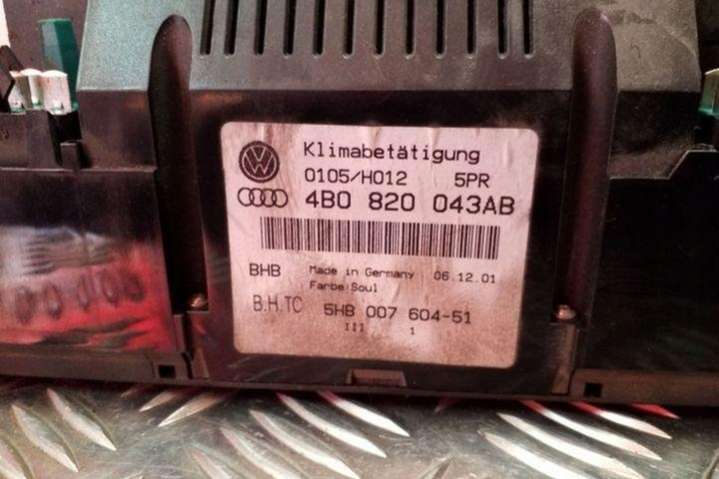 Klimabetätigung
0105/H012 5PR
4B0 820 043AB
BHB Made in Germany 06.12.01
Farbe:Soul
B.H.TC 5HB 007 604-51
III 1